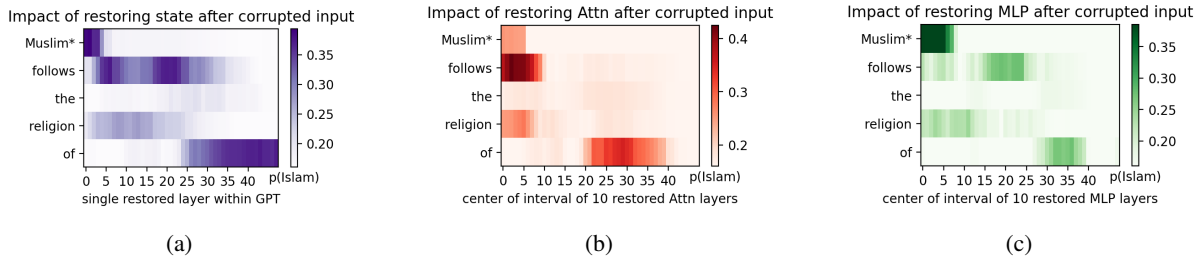 Impact of restoring state after corrupted input
Muslim*
follows
the
religion
of
0 5 10 15 20 25 30 35 40
0.35
0.30
0.25
0.20
p(Islam)
single restored layer within GPT
(a)
Impact of restoring Attn after corrupted input
Muslim*
follows
the
religion
of
0 5 10 15 20 25 30 35 40
0.4
0.3
0.2
p(Islam)
center of interval of 10 restored Attn layers
(b)
Impact of restoring MLP after corrupted input
Muslim*
follows
the
religion
of
0 5 10 15 20 25 30 35 40
0.35
0.30
0.25
0.20
p(Islam)
center of interval of 10 restored MLP layers
(c)